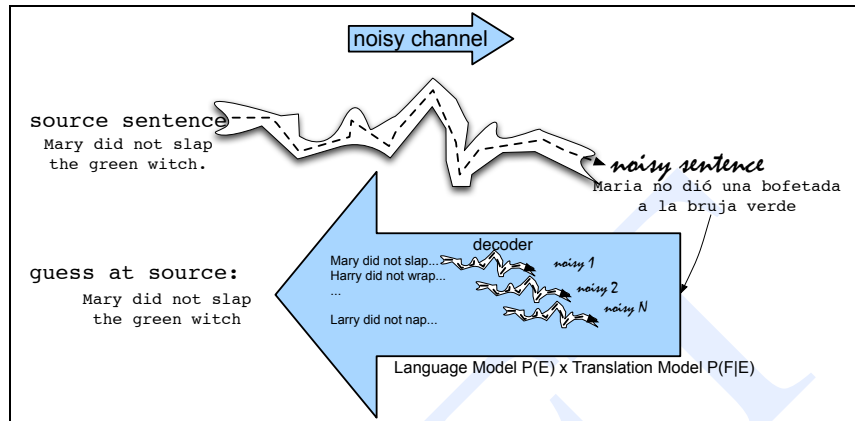 noisy channel
source sentence
Mary did not slap
the green witch.
noisy sentence
Maria no dió una bofetada
a la bruja verde
decoder
Mary did not slap...
noisy 1
Harry did not wrap...
noisy 2
...
noisy N
Larry did not nap...
guess at source:
Mary did not slap
the green witch
Language Model P(E) x Translation Model P(F|E)